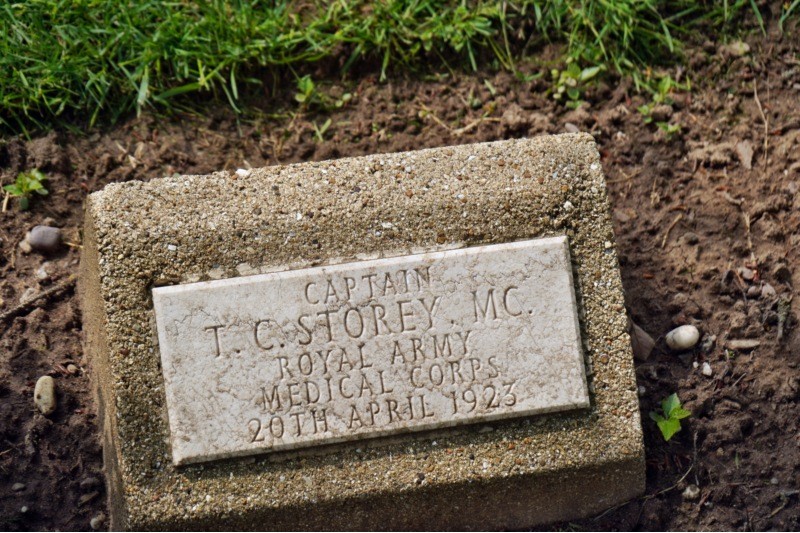 CAPTAIN
T. C. STOREY. MC.
ROYAL ARMY
MEDICAL CORPS
20TH APRIL 1923